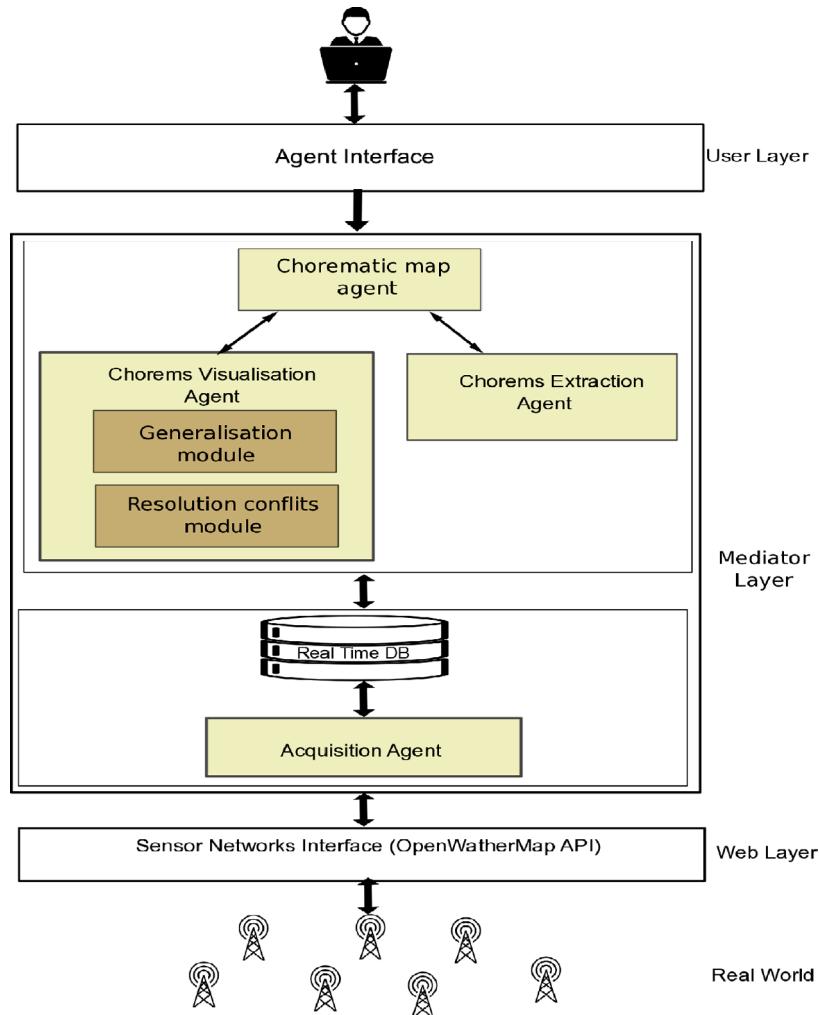 Agent Interface
User Layer
Chorematic map
agent
Chorems Visualisation
Agent
Generalisation
module
Resolution conflits
module
Chorems Extraction
Agent
Mediator
Layer
Real Time DB
Acquisition Agent
Sensor Networks Interface (OpenWatherMap API)
Web Layer
Real World